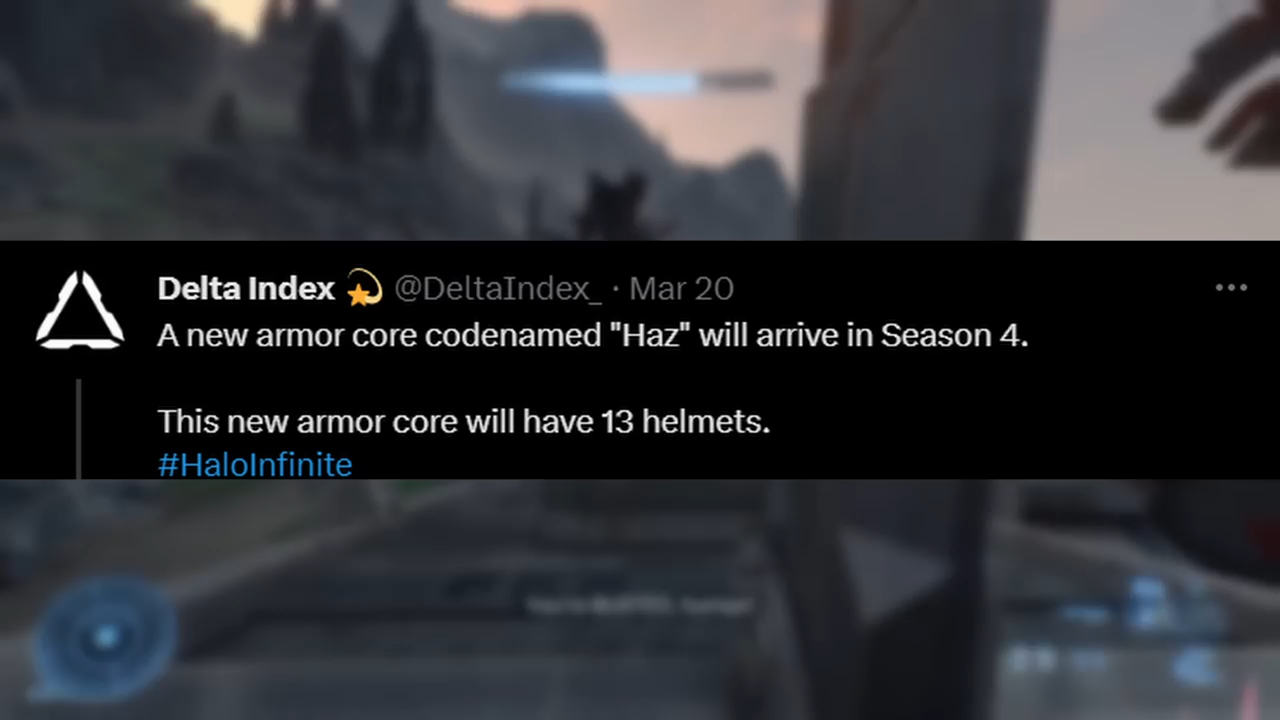 Delta Index 💫 @DeltaIndex_ · Mar 20
A new armor core codenamed "Haz" will arrive in Season 4.
This new armor core will have 13 helmets.
#HaloInfinite